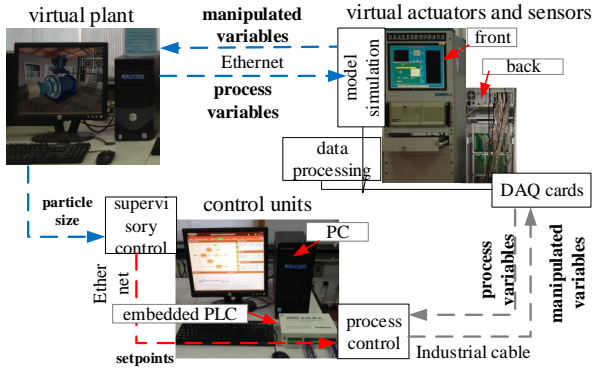 virtual plant
manipulated
variables
Ethernet
process
variables
virtual actuators and sensors
model
simulation
front
back
data
processing
DAQ cards
particle
size
supervi
sory
control
control units
PC
Ether
net
embedded PLC
setpoints
process
control
process
variables
manipulated
variables
Industrial cable